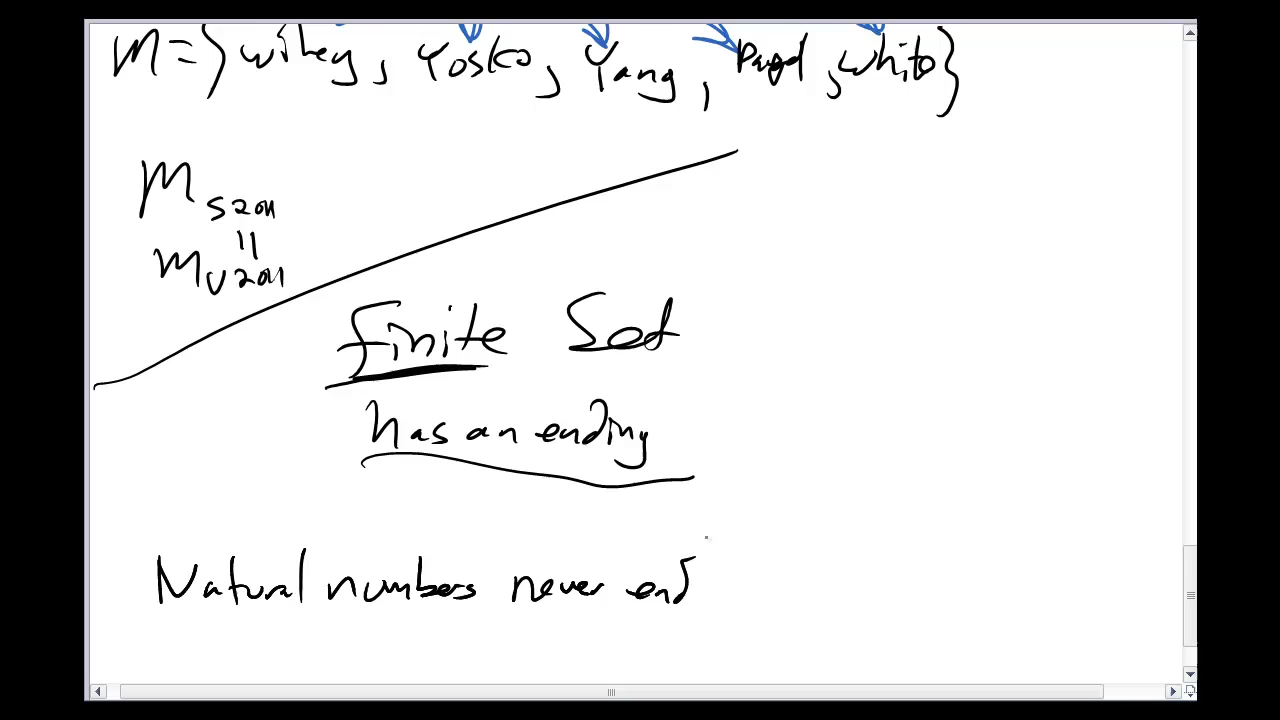 M = { Wiley, Yosko, Yang, , White }
M S2011
=
M U2011
finite Set
has an ending
Natural numbers never end